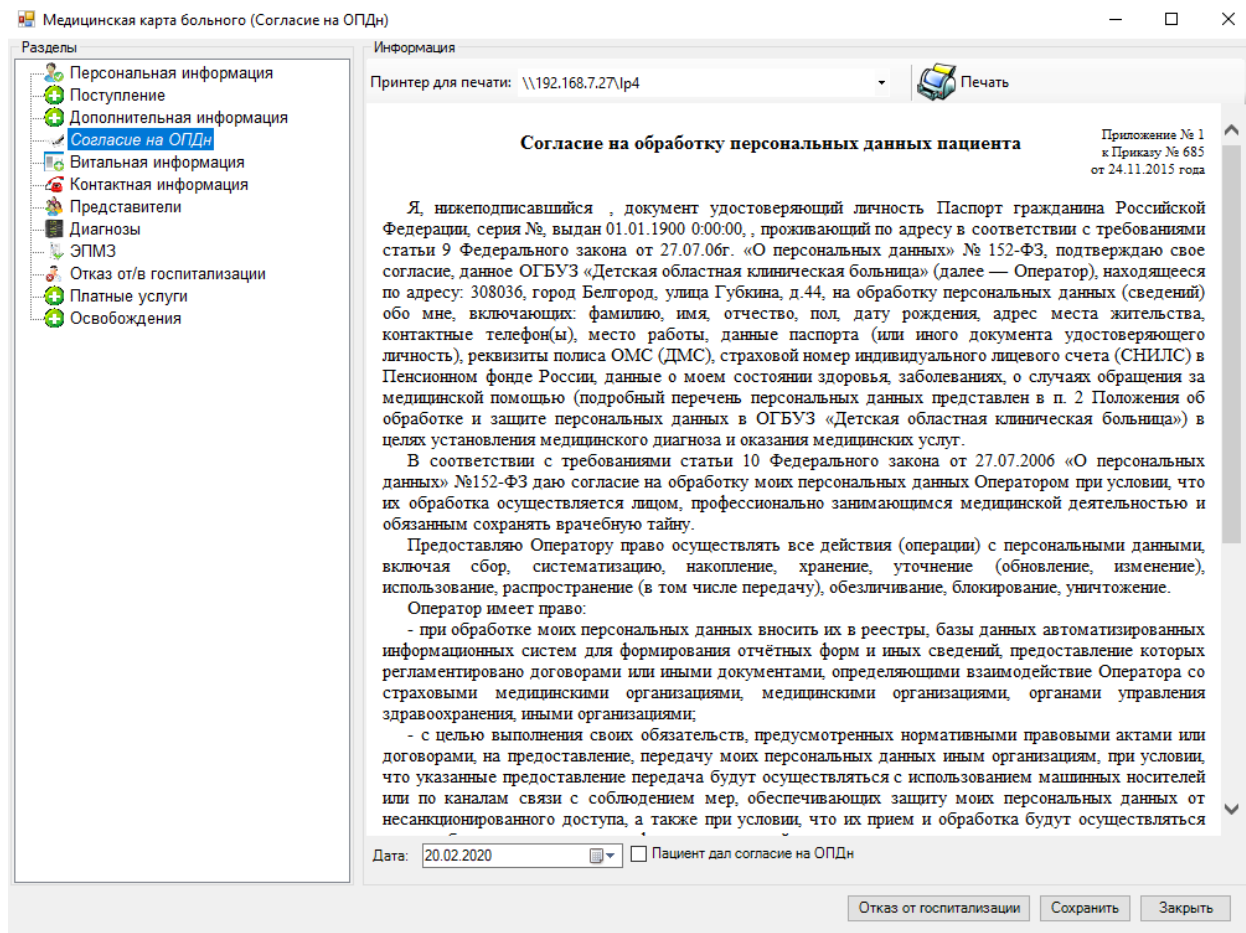 Медицинская карта больного (Согласие на ОПДн)
Разделы
Персональная информация
Поступление
Дополнительная информация
Согласие на ОПДн
Витальная информация
Контактная информация
Представители
Диагнозы
ЭПМЗ
Отказ от/в госпитализации
Платные услуги
Освобождения
Информация
Принтер для печати: \\192.168.7.27\lp4
Печать
Приложение № 1
к Приказу № 685
от 24.11.2015 года
Согласие на обработку персональных данных пациента
Я, нижеподписавшийся , документ удостоверяющий личность Паспорт гражданина Российской
Федерации, серия №, выдан 01.01.1900 0:00:00, , проживающий по адресу в соответствии с требованиями
статьи 9 Федерального закона от 27.07.06г. «О персональных данных» № 152-ФЗ, подтверждаю свое
согласие, данное ОГБУЗ «Детская областная клиническая больница» (далее — Оператор), находящееся
по адресу: 308036, город Белгород, улица Губкина, д.44, на обработку персональных данных (сведений)
обо мне, включающих: фамилию, имя, отчество, пол, дату рождения, адрес места жительства,
контактные телефон(ы), место работы, данные паспорта (или иного документа удостоверяющего
личность), реквизиты полиса ОМС (ДМС), страховой номер индивидуального лицевого счета (СНИЛС) в
Пенсионном фонде России, данные о моем состоянии здоровья, заболеваниях, о случаях обращения за
медицинской помощью (подробный перечень персональных данных представлен в п. 2 Положения об
обработке и защите персональных данных в ОГБУЗ «Детская областная клиническая больница») в
целях установления медицинского диагноза и оказания медицинских услуг.
В соответствии с требованиями статьи 10 Федерального закона от 27.07.2006 «О персональных
данных» №152-ФЗ даю согласие на обработку моих персональных данных Оператором при условии, что
их обработка осуществляется лицом, профессионально занимающимся медицинской деятельностью и
обязанным сохранять врачебную тайну.
Предоставляю Оператору право осуществлять все действия (операции) с персональными данными,
включая сбор, систематизацию, накопление, хранение, уточнение (обновление, изменение),
использование, распространение (в том числе передачу), обезличивание, блокирование, уничтожение.
Оператор имеет право:
- при обработке моих персональных данных вносить их в реестры, базы данных автоматизированных
информационных систем для формирования отчётных форм и иных сведений, предоставление которых
регламентировано договорами или иными документами, определяющими взаимодействие Оператора со
страховыми медицинскими организациями, медицинскими организациями, органами управления
здравоохранения, иными организациями;
- с целью выполнения своих обязательств, предусмотренных нормативными правовыми актами или
договорами, на предоставление, передачу моих персональных данных иным организациям, при условии,
что указанные предоставление передача будут осуществляться с использованием машинных носителей
или по каналам связи с соблюдением мер, обеспечивающих защиту моих персональных данных от
несанкционированного доступа, а также при условии, что их прием и обработка будут осуществляться
Дата: 20.02.2020
Пациент дал согласие на ОПДн
Отказ от госпитализации
Сохранить
Закрыть